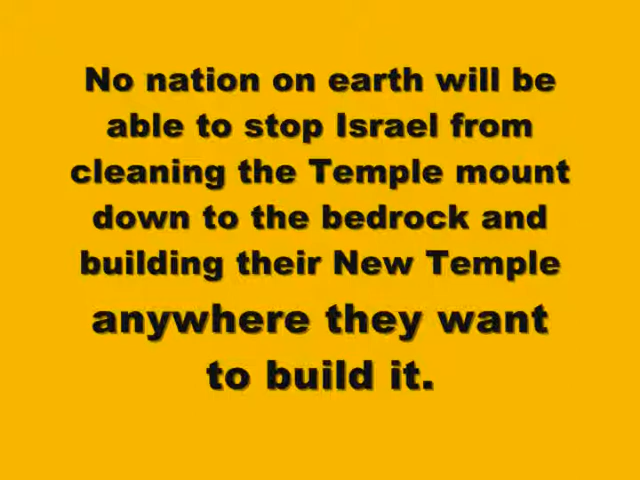 No nation on earth will be
able to stop Israel from
cleaning the Temple mount
down to the bedrock and
building their New Temple
anywhere they want
to build it.